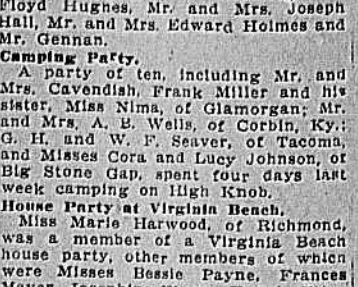 Floyd Hughes, Mr. and Mrs. Joseph
Hall, Mr. and Mrs. Edward Holmes and
Mr. Gennan.
Camping Party.
A party of ten, including Mr. and
Mrs. Cavendish, Frank Miller and his
sister, Miss Nima, of Glamorgan; Mr.
and Mrs. A. B. Wells, of Corbin, Ky.;
G. H. and W. F. Seaver, of Tacoma,
and Misses Cora and Lucy Johnson, of
Big Stone Gap, spent four days last
week camping on High Knob.
House Party at Virginia Beach.
Miss Marie Harwood, of Richmond,
was a member of a Virginia Beach
house party, other members of which
were Misses Bessie Payne, Frances